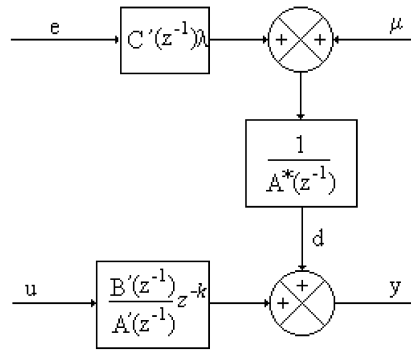 e
C'(z⁻¹)λ
+ +
μ
1
A*(z⁻¹)
d
u
B'(z⁻¹)
A'(z⁻¹)
z⁻ᵏ
+ +
y